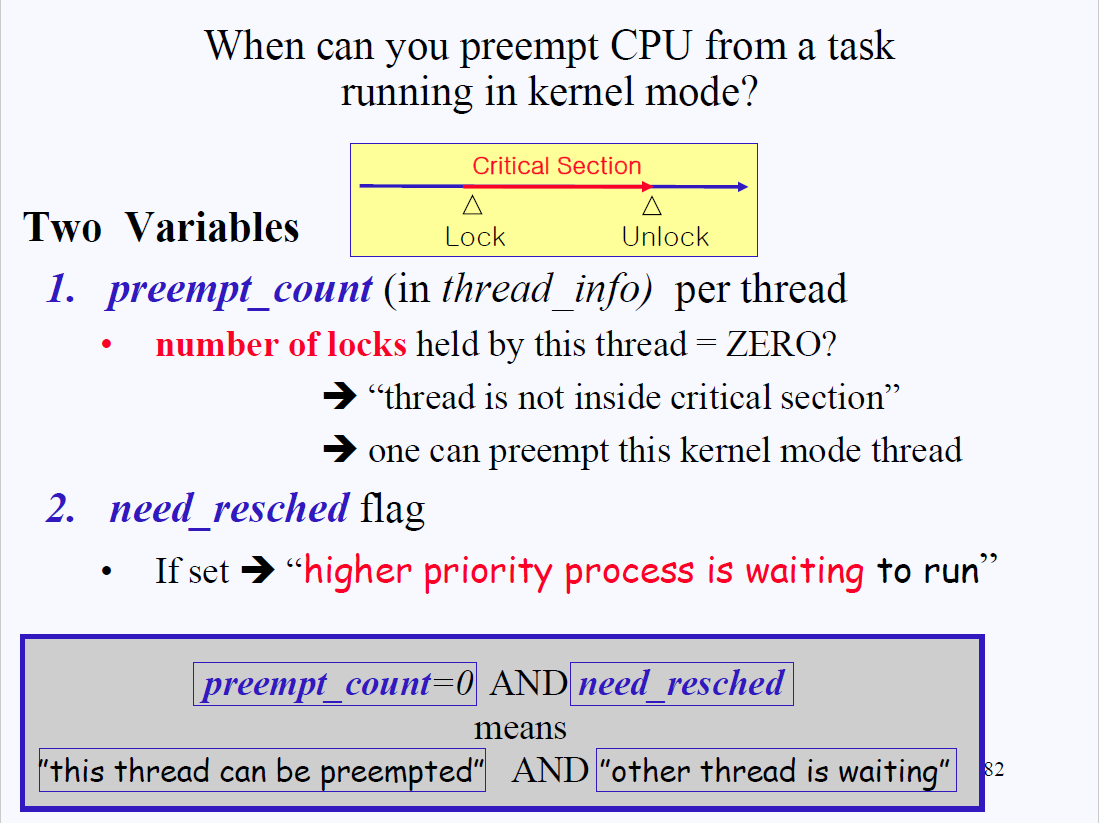 When can you preempt CPU from a task
running in kernel mode?
Critical Section
△ △
Lock Unlock
Two Variables
1. preempt_count (in thread_info) per thread
• number of locks held by this thread = ZERO?
➔ “thread is not inside critical section”
➔ one can preempt this kernel mode thread
2. need_resched flag
• If set ➔ “higher priority process is waiting to run”
preempt_count=0 AND need_resched
means
”this thread can be preempted” AND ”other thread is waiting”
82